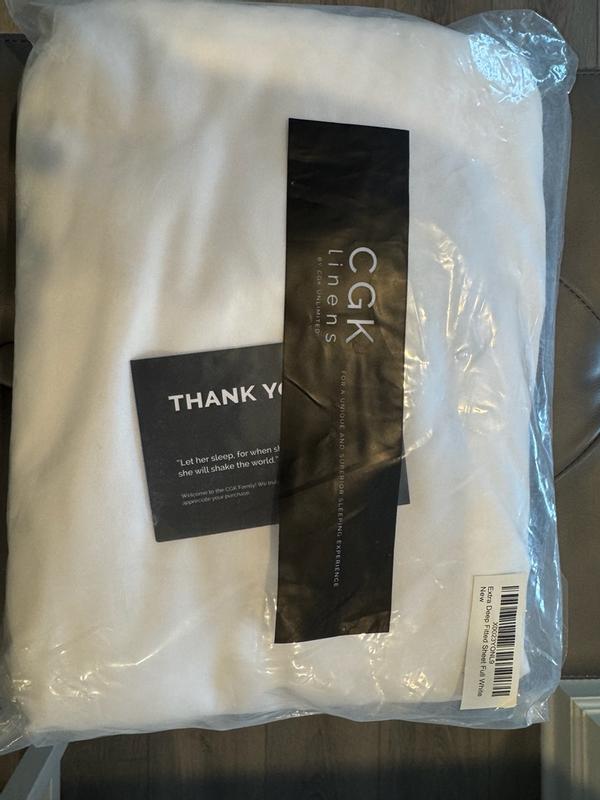 CGK
linens
BY CGK UNLIMITED
FOR A UNIQUE AND SUPERIOR SLEEPING EXPERIENCE
THANK YO
"Let her sleep, for when
she will shake the world."
Welcome to the CGK Family! We
appreciate your purchase.
X0023YONL9
Extra Deep Fitted Sheet Full White
New